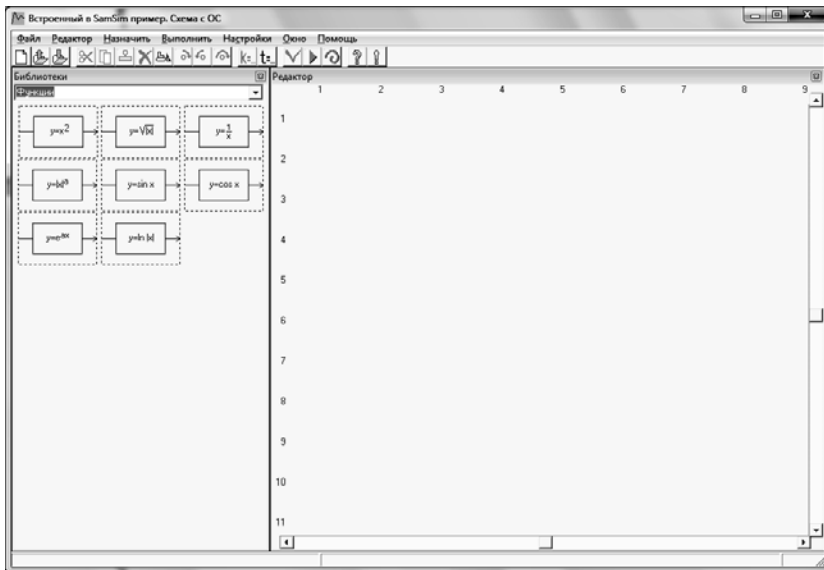 Встроенный в SamSim пример. Схема с ОС
Файл Редактор Назначить Выполнить Настройки Окно Помощь
k=.. t=..
Библиотеки
Функции
y=x² y=√|x| y=1/x
y=|x|ª y=sin x y=cos x
y=eªˣ y=ln |x|
Редактор
1 2 3 4 5 6 7 8 9
1
2
3
4
5
6
7
8
9
10
11